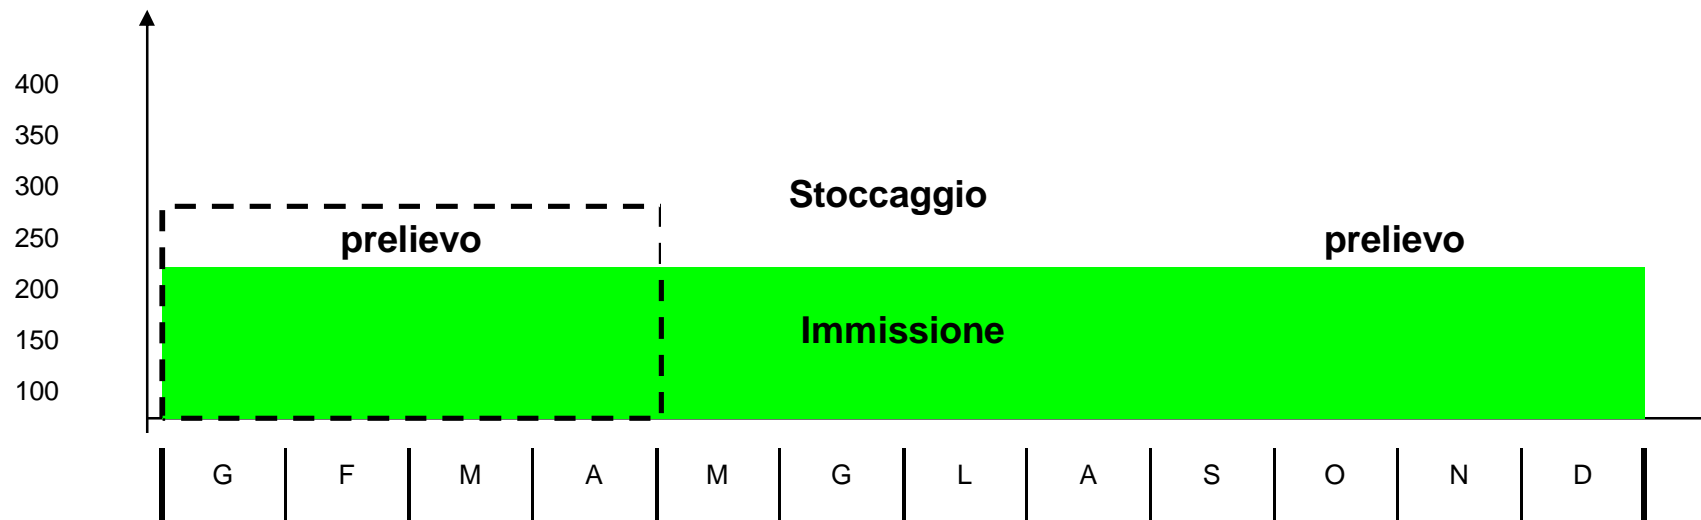 400
350
300
Stoccaggio
250
prelievo
prelievo
200
Immissione
150
100
G F M A M G L A S O N D